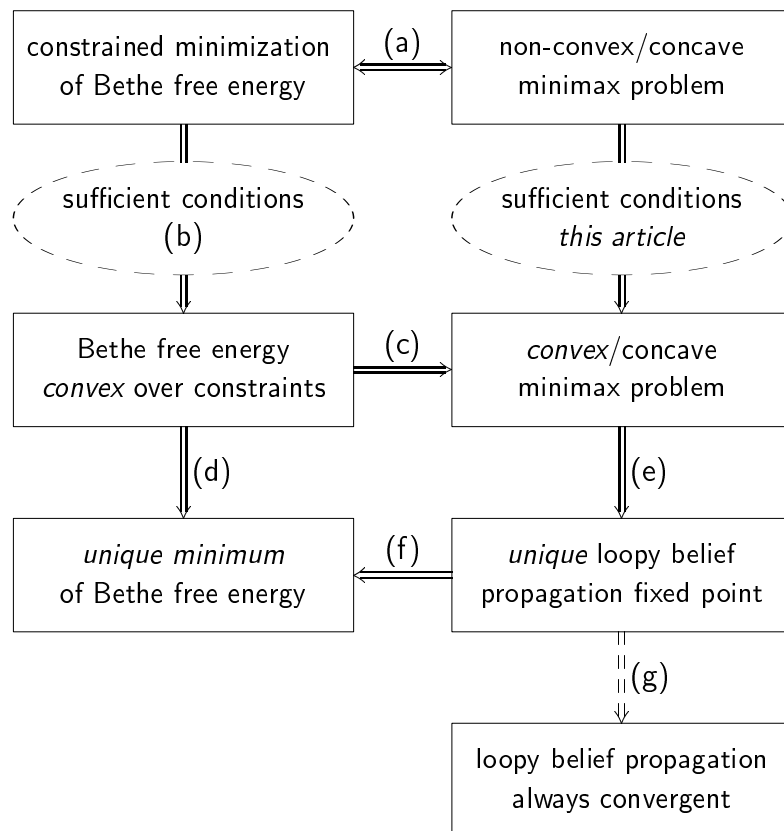 constrained minimization
of Bethe free energy
(a)
non-convex/concave
minimax problem
sufficient conditions
(b)
sufficient conditions
this article
Bethe free energy
convex over constraints
(c)
convex/concave
minimax problem
(d)
(e)
unique minimum
of Bethe free energy
(f)
unique loopy belief
propagation fixed point
(g)
loopy belief propagation
always convergent